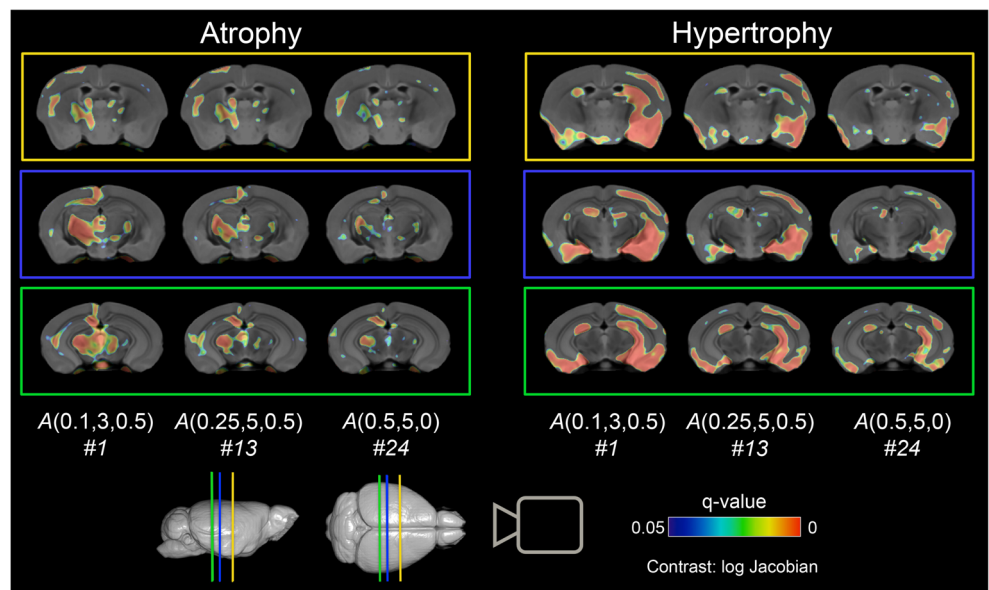 Atrophy
Hypertrophy
A(0.1,3,0.5) A(0.25,5,0.5) A(0.5,5,0)
#1 #13 #24
A(0.1,3,0.5) A(0.25,5,0.5) A(0.5,5,0)
#1 #13 #24
q-value
0.05 0
Contrast: log Jacobian